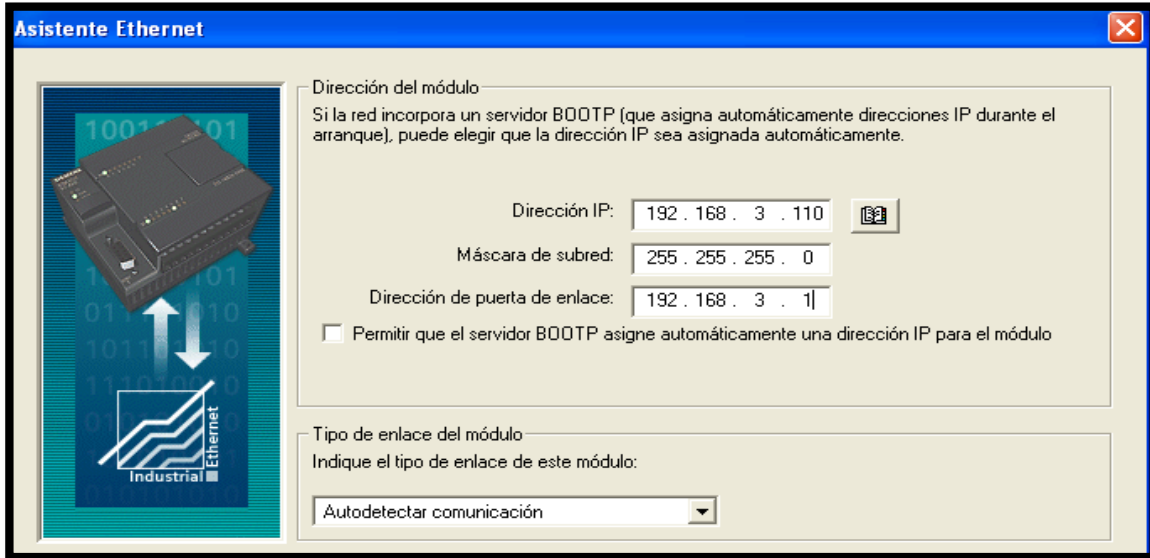 Asistente Ethernet
Dirección del módulo
Si la red incorpora un servidor BOOTP (que asigna automáticamente direcciones IP durante el
arranque), puede elegir que la dirección IP sea asignada automáticamente.
Dirección IP: 192 . 168 . 3 . 110
Máscara de subred: 255 . 255 . 255 . 0
Dirección de puerta de enlace: 192 . 168 . 3 . 1
Permitir que el servidor BOOTP asigne automáticamente una dirección IP para el módulo
Tipo de enlace del módulo
Indique el tipo de enlace de este módulo:
Autodetectar comunicación
SIEMENS
Industrial
Ethernet